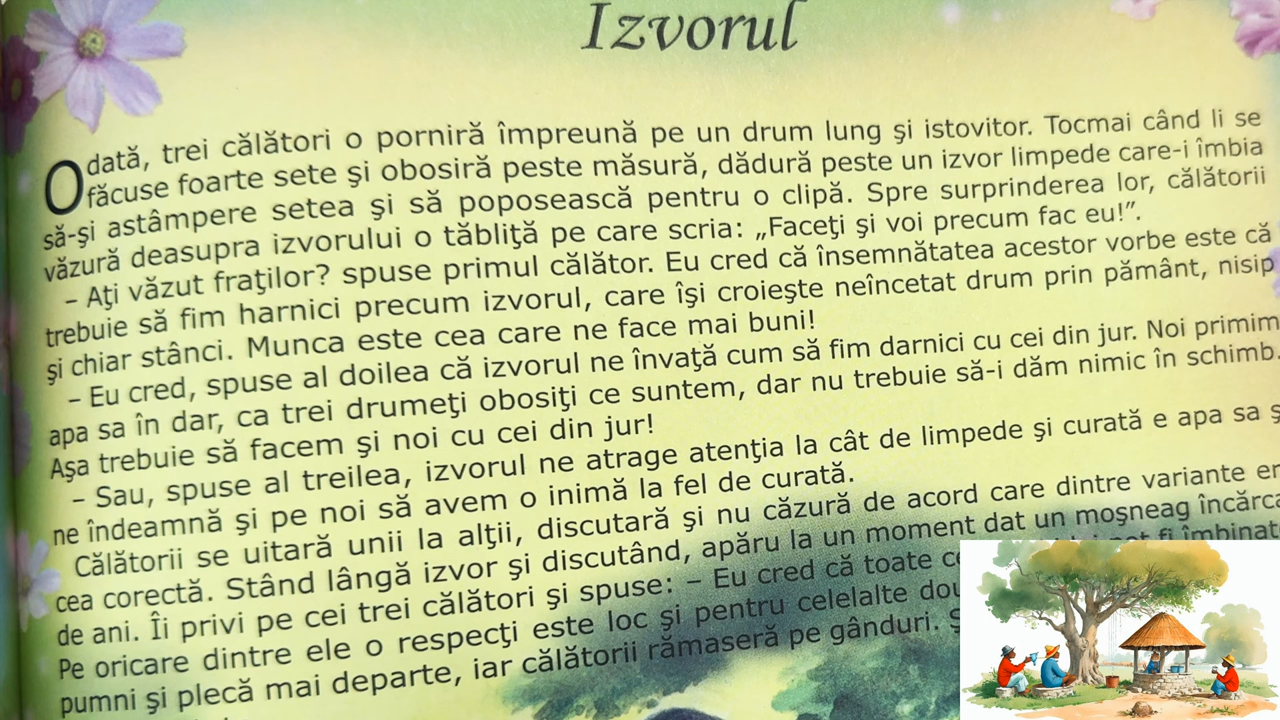 Izvorul
Odată, trei călători o porniră împreună pe un drum lung şi istovitor. Tocmai când li se
făcuse foarte sete şi obosiră peste măsură, dădură peste un izvor limpede care-i îmbia
să-şi astâmpere setea şi să poposească pentru o clipă. Spre surprinderea lor, călătorii
văzură deasupra izvorului o tăbliţă pe care scria: „Faceţi şi voi precum fac eu!”.
– Aţi văzut fraţilor? spuse primul călător. Eu cred că însemnătatea acestor vorbe este că
trebuie să fim harnici precum izvorul, care îşi croieşte neîncetat drum prin pământ, nisip
şi chiar stânci. Munca este cea care ne face mai buni!
– Eu cred, spuse al doilea că izvorul ne învaţă cum să fim darnici cu cei din jur. Noi primim
apa sa în dar, ca trei drumeţi obosiţi ce suntem, dar nu trebuie să-i dăm nimic în schimb.
Aşa trebuie să facem şi noi cu cei din jur!
– Sau, spuse al treilea, izvorul ne atrage atenţia la cât de limpede şi curată e apa sa
ne îndeamnă şi pe noi să avem o inimă la fel de curată.
Călătorii se uitară unii la alţii, discutară şi nu căzură de acord care dintre variante
cea corectă. Stând lângă izvor şi discutând, apăru la un moment dat un moşneag
de ani. Îi privi pe cei trei călători şi spuse: – Eu cred că toate fi
Pe oricare dintre ele o respecţi este loc şi pentru celelalte
pumni şi plecă mai departe, iar călătorii rămaseră pe gânduri.